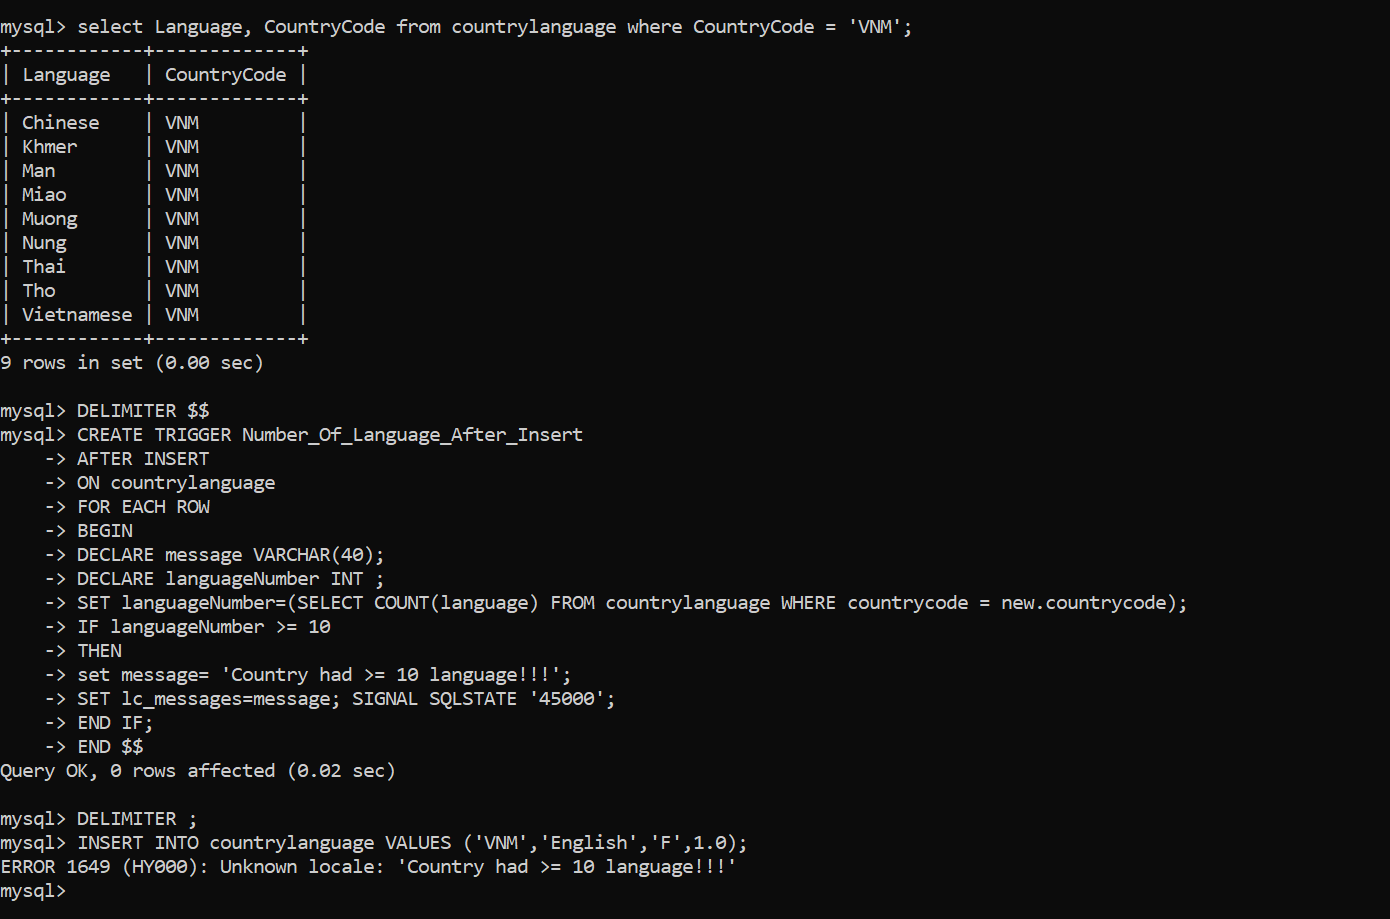 mysql> select Language, CountryCode from countrylanguage where CountryCode = 'VNM';
+------------+-------------+
| Language   | CountryCode |
+------------+-------------+
| Chinese    | VNM         |
| Khmer      | VNM         |
| Man        | VNM         |
| Miao       | VNM         |
| Muong      | VNM         |
| Nung       | VNM         |
| Thai       | VNM         |
| Tho        | VNM         |
| Vietnamese | VNM         |
+------------+-------------+
9 rows in set (0.00 sec)

mysql> DELIMITER $$
mysql> CREATE TRIGGER Number_Of_Language_After_Insert
    -> AFTER INSERT
    -> ON countrylanguage
    -> FOR EACH ROW
    -> BEGIN
    -> DECLARE message VARCHAR(40);
    -> DECLARE languageNumber INT ;
    -> SET languageNumber=(SELECT COUNT(language) FROM countrylanguage WHERE countrycode = new.countrycode);
    -> IF languageNumber >= 10
    -> THEN
    -> set message= 'Country had >= 10 language!!!';
    -> SET lc_messages=message; SIGNAL SQLSTATE '45000';
    -> END IF;
    -> END $$
Query OK, 0 rows affected (0.02 sec)

mysql> DELIMITER ;
mysql> INSERT INTO countrylanguage VALUES ('VNM','English','F',1.0);
ERROR 1649 (HY000): Unknown locale: 'Country had >= 10 language!!!'
mysql>